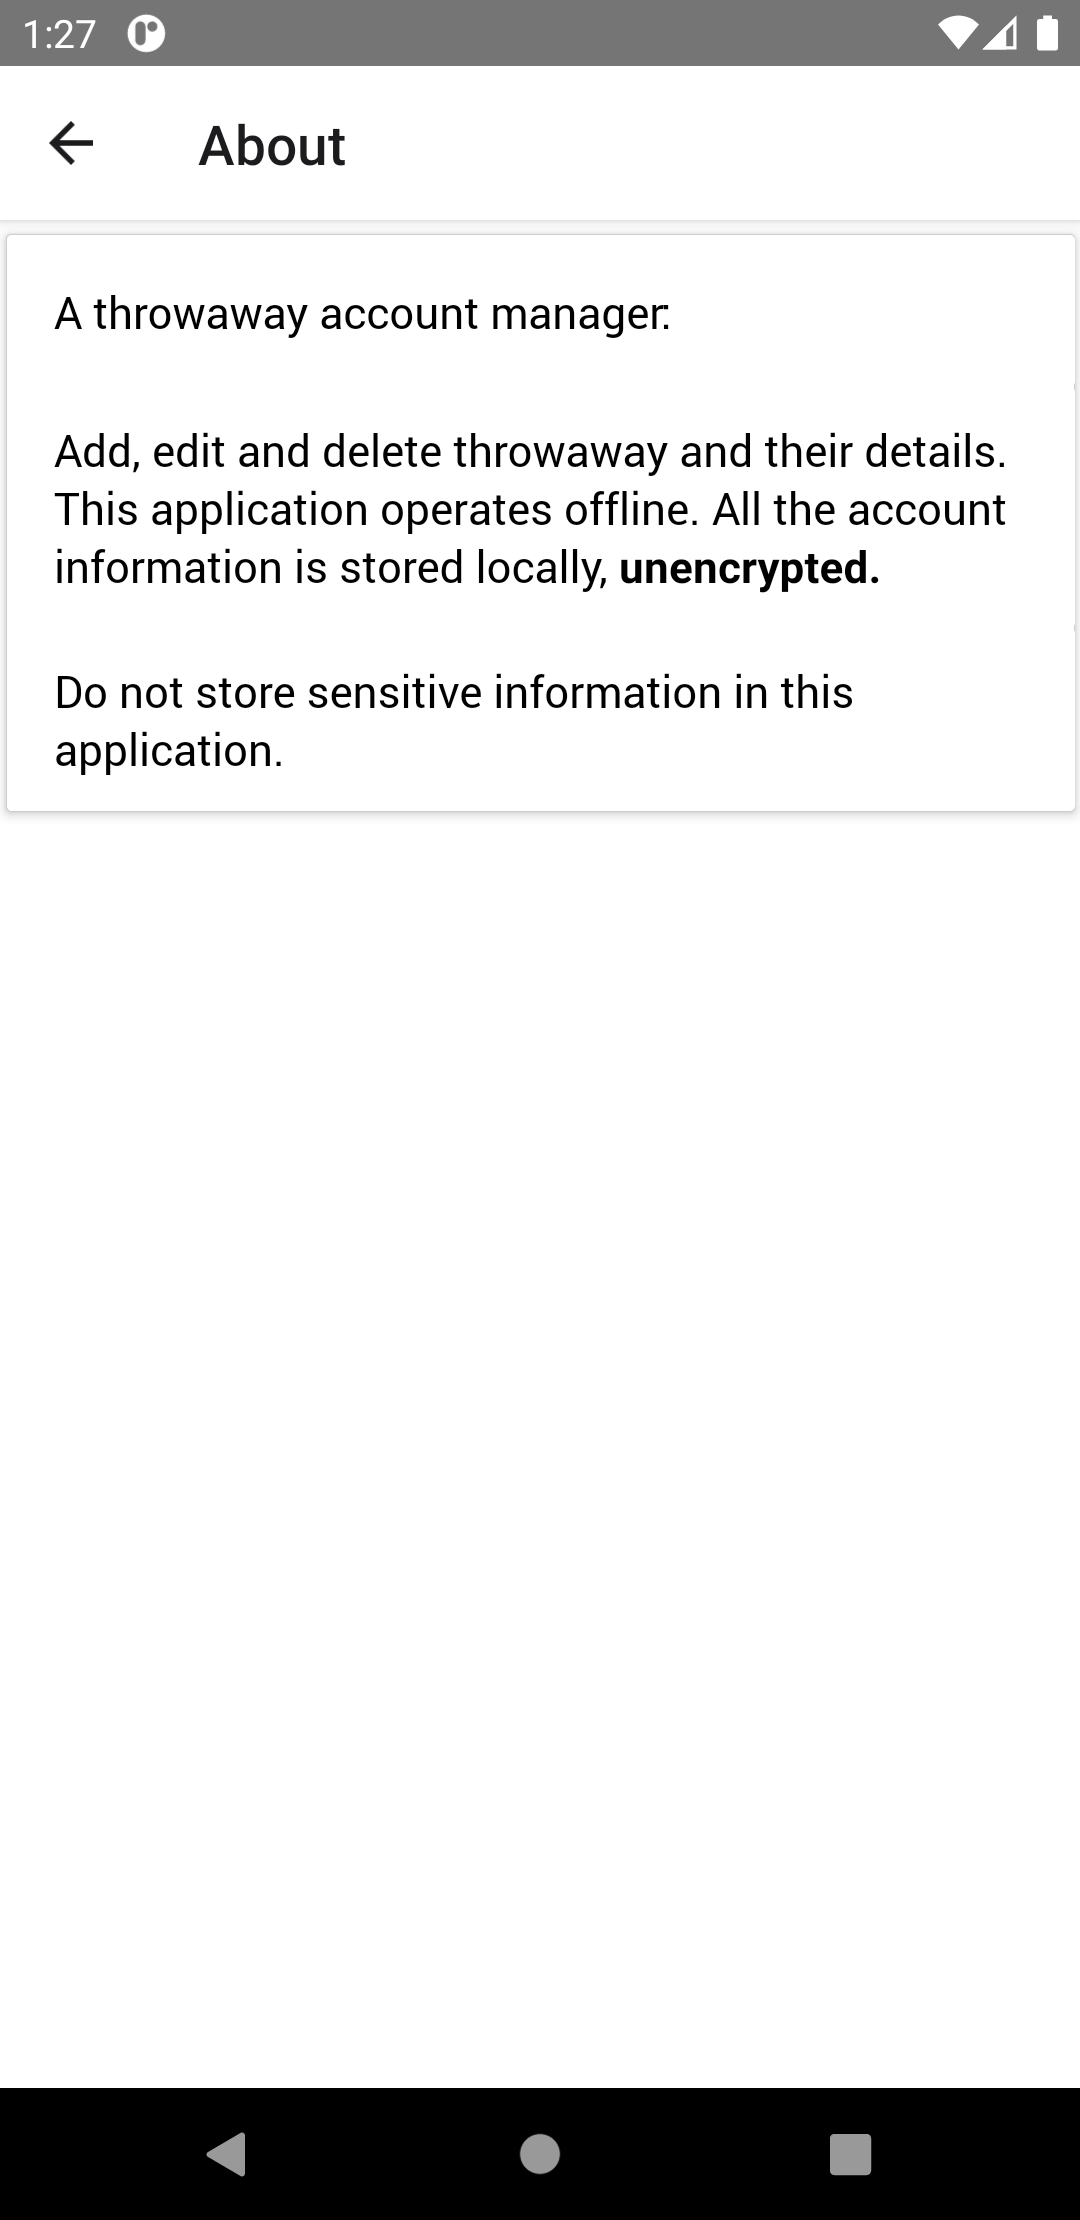 1:27
About
A throwaway account manager:
Add, edit and delete throwaway and their details.
This application operates offline. All the account
information is stored locally, unencrypted.
Do not store sensitive information in this
application.